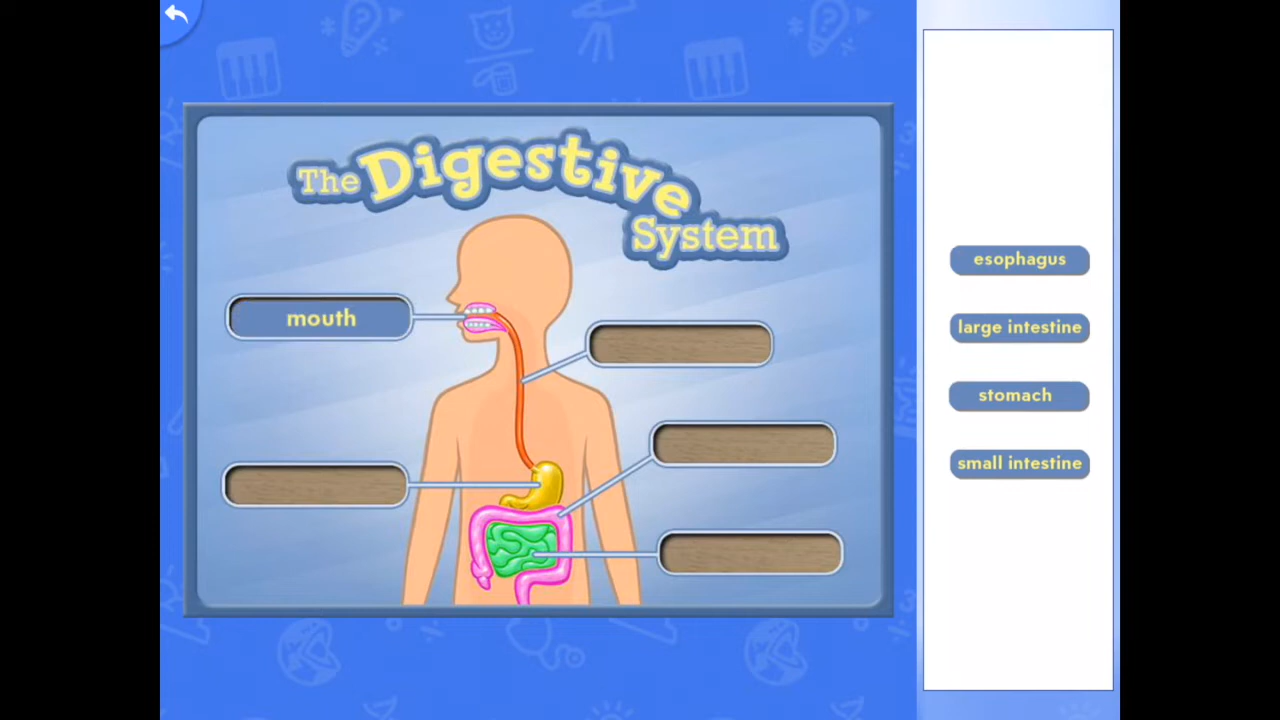 The Digestive
System
mouth
esophagus
large intestine
stomach
small intestine